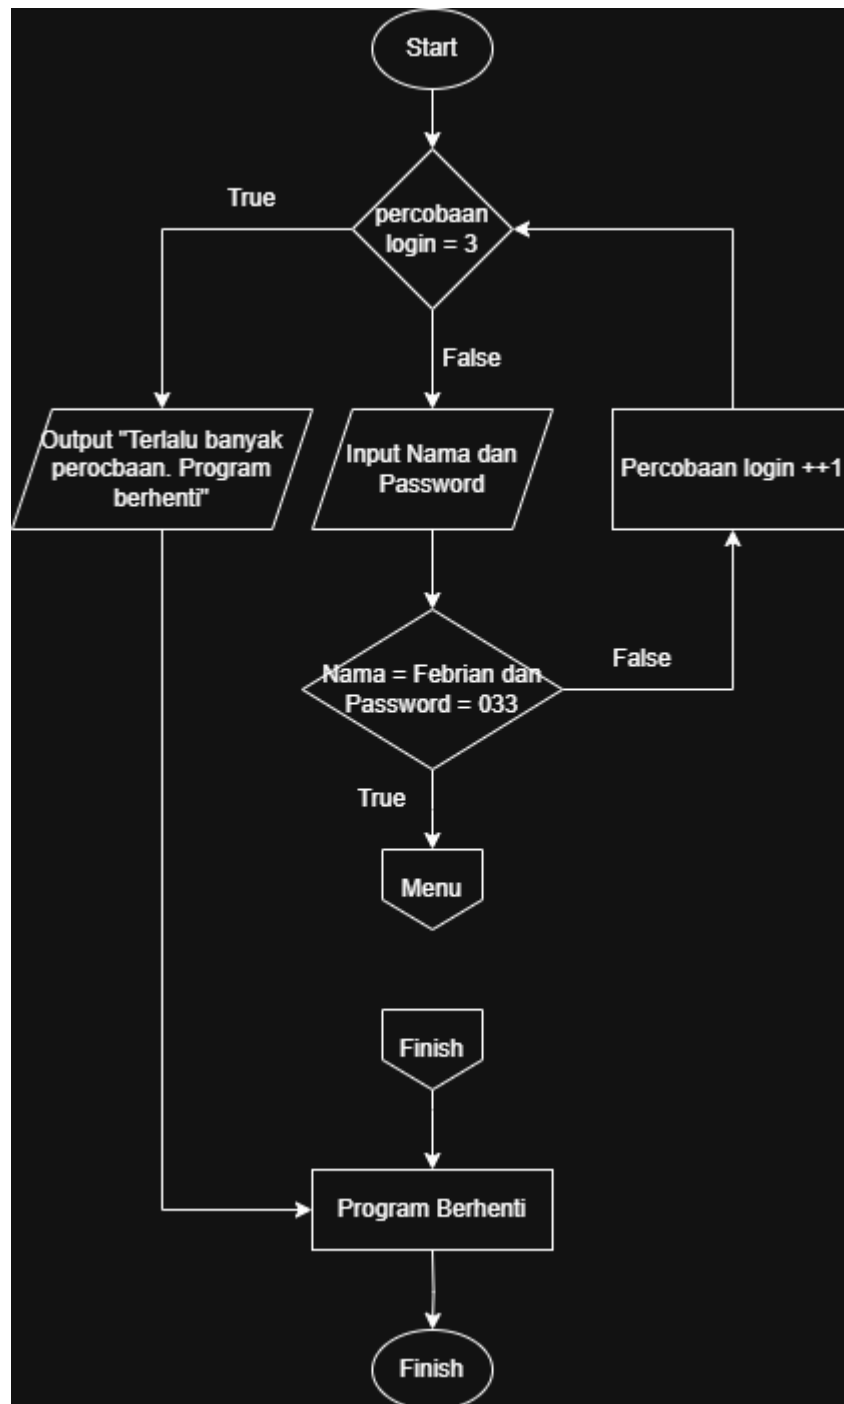 Start
True
percobaan
login = 3
False
Output "Terlalu banyak
perocbaan. Program
berhenti"
Input Nama dan
Password
Percobaan login ++1
Nama = Febrian dan
Password = 033
False
True
Menu
Finish
Program Berhenti
Finish